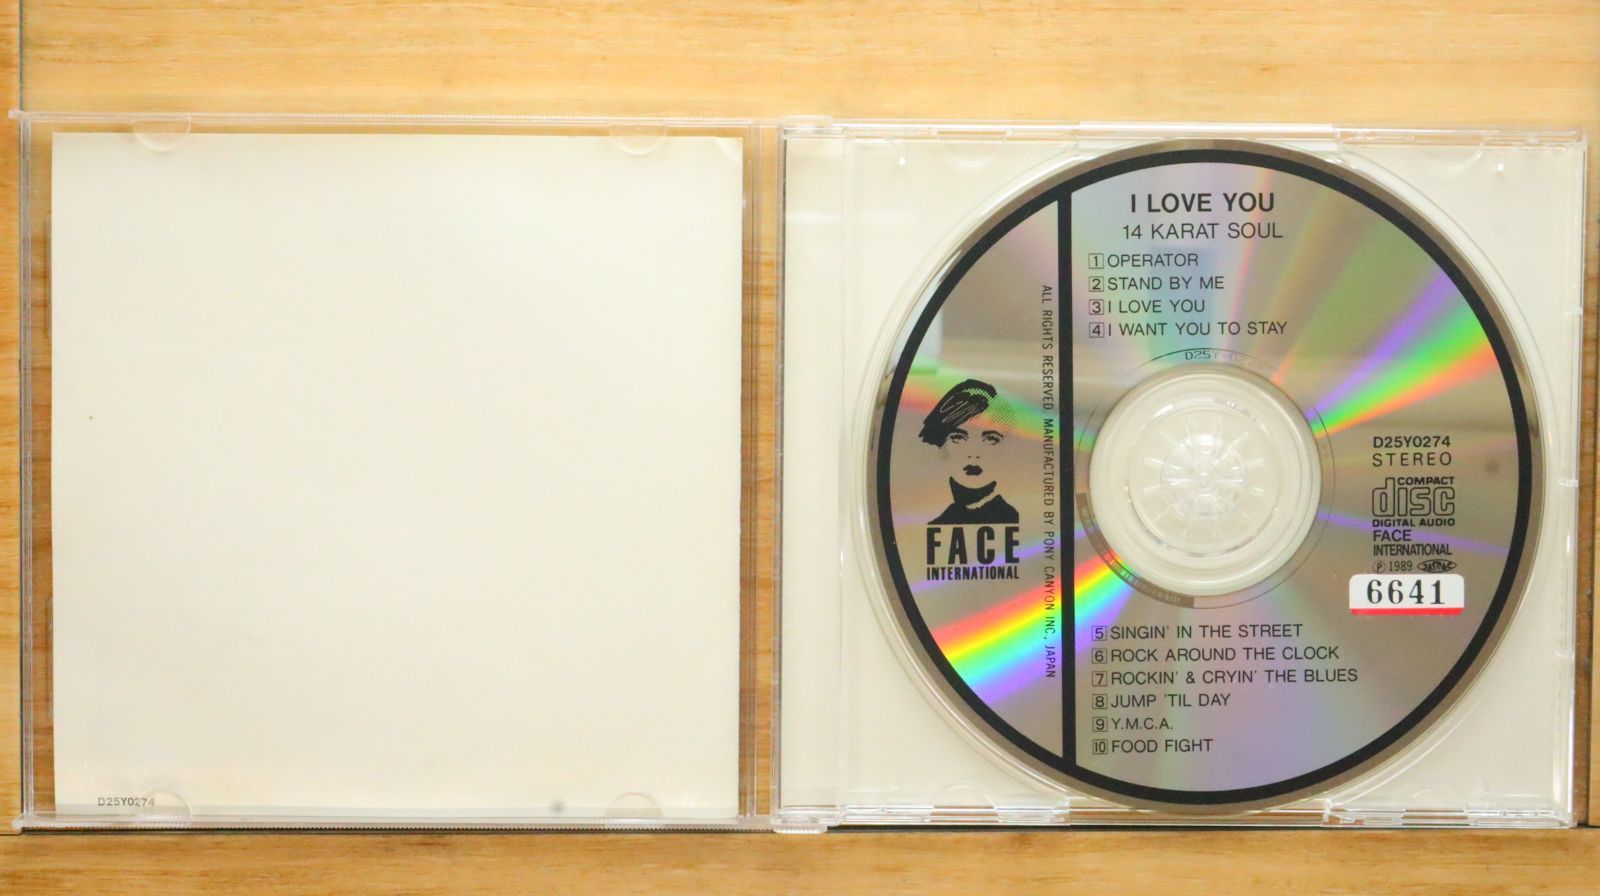 I LOVE YOU
14 KARAT SOUL
1 OPERATOR
2 STAND BY ME
3 I LOVE YOU
4 I WANT YOU TO STAY
ALL RIGHTS RESERVED. MANUFACTURED BY PONY CANYON INC., JAPAN
FACE
INTERNATIONAL
D25Y0274
STEREO
COMPACT
disc
DIGITAL AUDIO
FACE
INTERNATIONAL
Ⓟ 1989 JASRAC
6641
5 SINGIN' IN THE STREET
6 ROCK AROUND THE CLOCK
7 ROCKIN' & CRYIN' THE BLUES
8 JUMP 'TIL DAY
9 Y.M.C.A.
10 FOOD FIGHT
D25Y0274